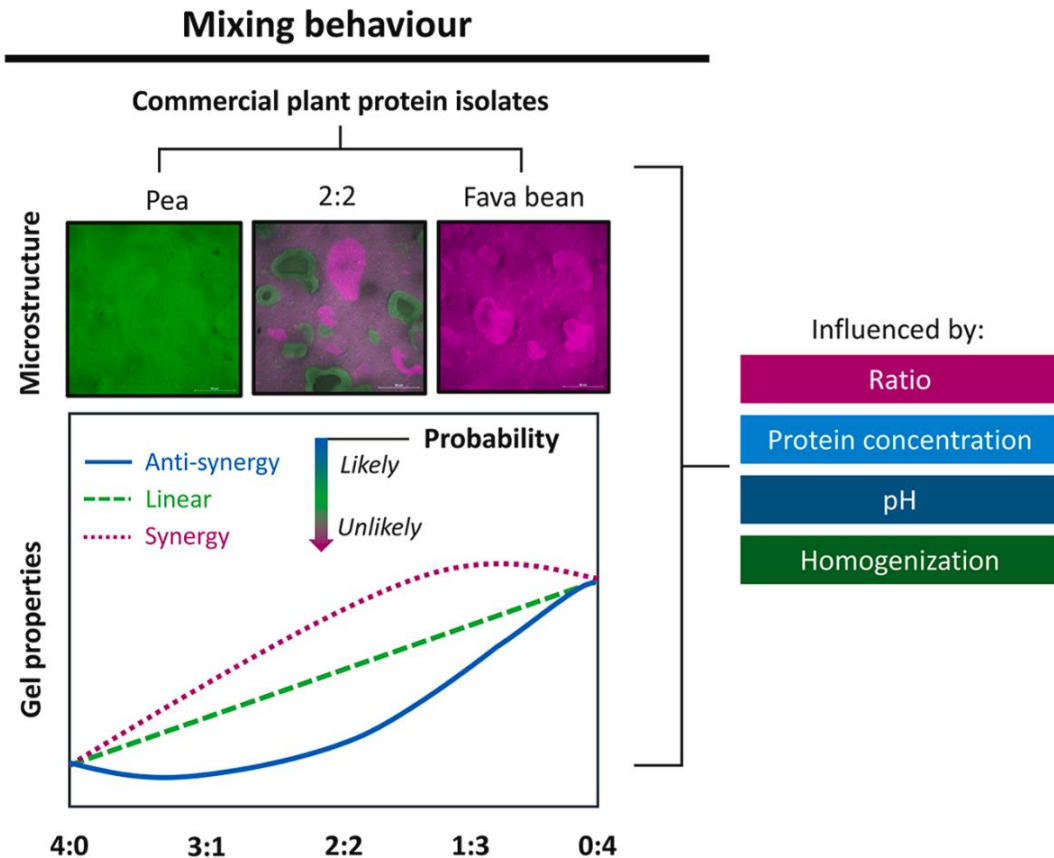 Mixing behaviour
Commercial plant protein isolates
Pea
2:2
Fava bean
Microstructure
Influenced by:
Ratio
Protein concentration
pH
Homogenization
Gel properties
Anti-synergy
Linear
Synergy
Probability
Likely
Unlikely
4:0
3:1
2:2
1:3
0:4